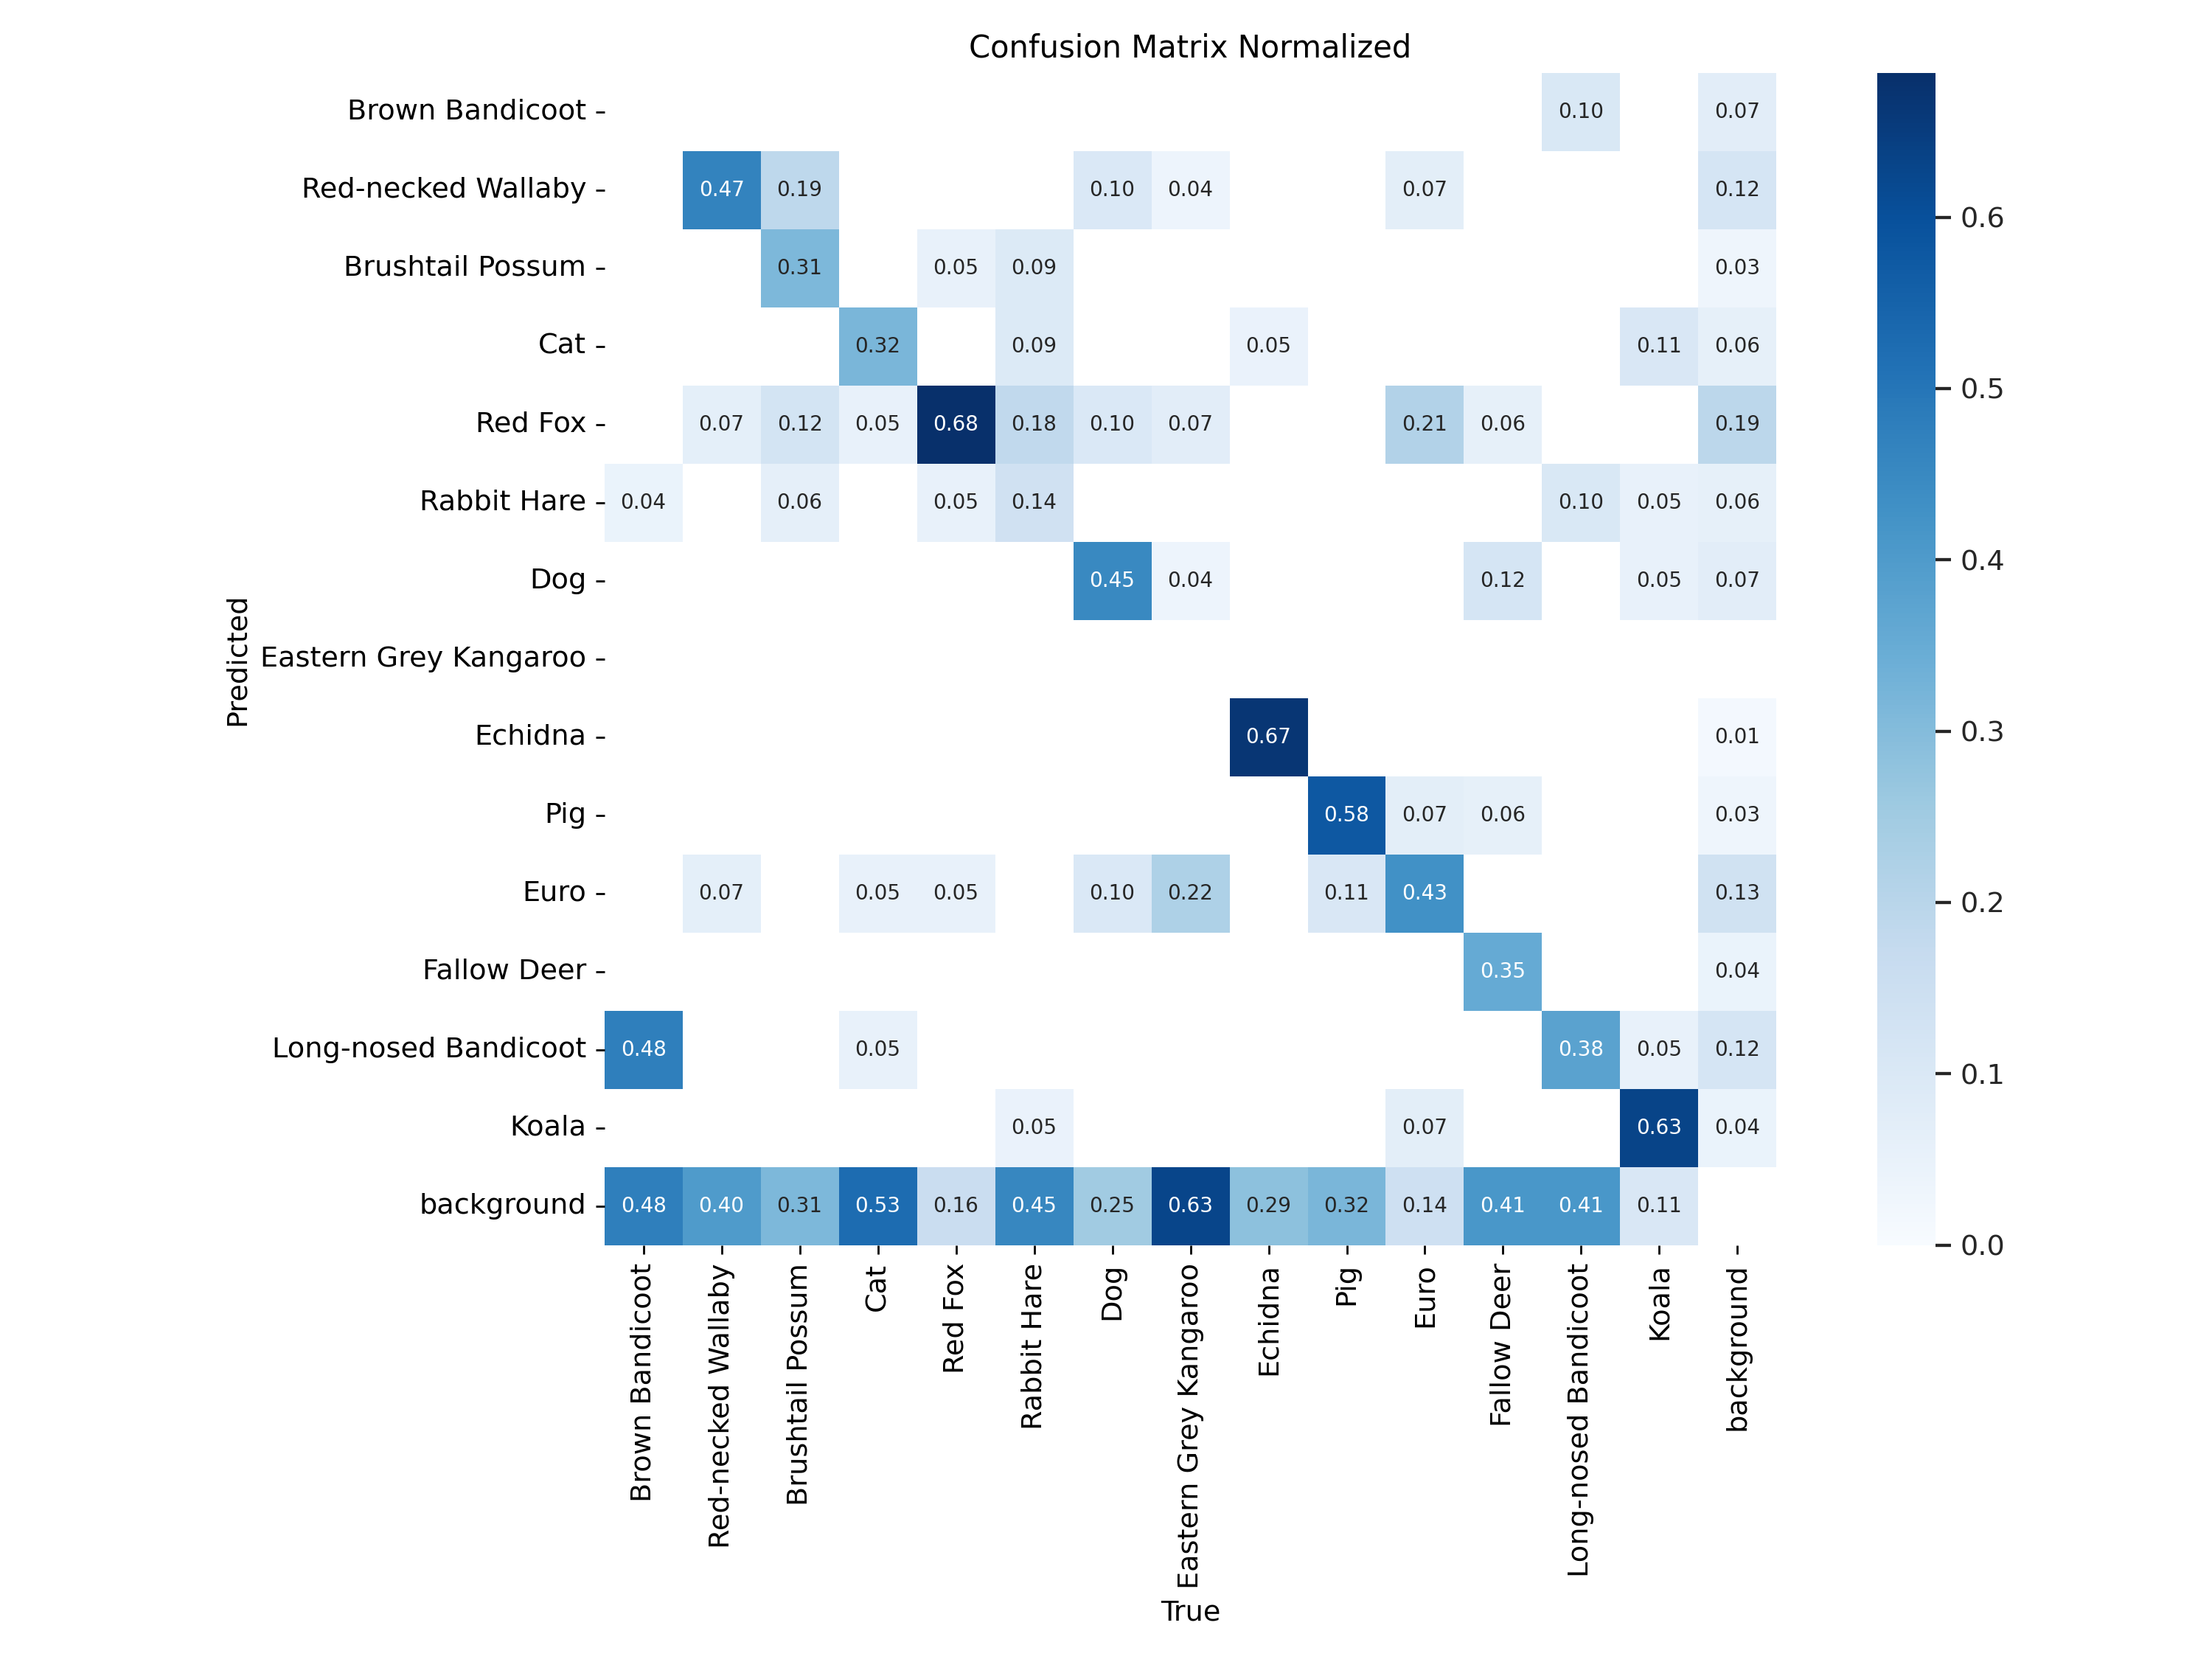 Confusion Matrix Normalized
Brown Bandicoot 0.10 0.07
Red-necked Wallaby 0.47 0.19 0.10 0.04 0.07 0.12
Brushtail Possum 0.31 0.05 0.09 0.03
Cat 0.32 0.09 0.05 0.11 0.06
Red Fox 0.07 0.12 0.05 0.68 0.18 0.10 0.07 0.21 0.06 0.19
Rabbit Hare 0.04 0.06 0.05 0.14 0.10 0.05 0.06
Dog 0.45 0.04 0.12 0.05 0.07
Eastern Grey Kangaroo
Echidna 0.67 0.01
Pig 0.58 0.07 0.06 0.03
Euro 0.07 0.05 0.05 0.10 0.22 0.11 0.43 0.13
Fallow Deer 0.35 0.04
Long-nosed Bandicoot 0.48 0.05 0.38 0.05 0.12
Koala 0.05 0.07 0.63 0.04
background 0.48 0.40 0.31 0.53 0.16 0.45 0.25 0.63 0.29 0.32 0.14 0.41 0.41 0.11
Predicted
Brown Bandicoot
Red-necked Wallaby
Brushtail Possum
Cat
Red Fox
Rabbit Hare
Dog
Eastern Grey Kangaroo
Echidna
Pig
Euro
Fallow Deer
Long-nosed Bandicoot
Koala
background
True
0.6
0.5
0.4
0.3
0.2
0.1
0.0